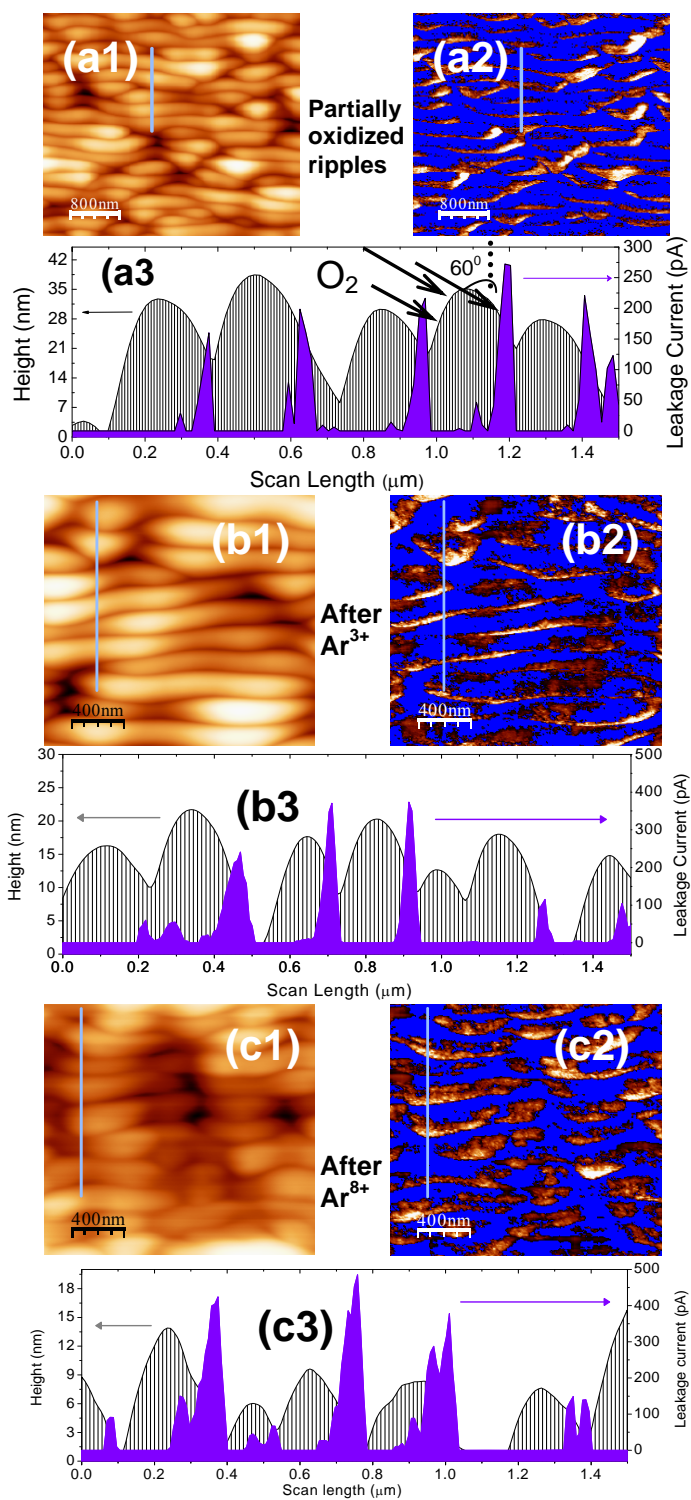 (a1)
(a2)
Partially
oxidized
ripples
800nm
800nm
42
35
28
21
14
7
0
Height (nm)
(a3
O2
60⁰
300
250
200
150
100
50
0
Leakage Current (pA)
0.0 0.2 0.4 0.6 0.8 1.0 1.2 1.4
Scan Length (μm)
(b1)
(b2)
After
Ar³⁺
400nm
400nm
30
25
20
15
10
5
0
Height (nm)
(b3
500
400
300
200
100
0
Leakage Current (pA)
0.0 0.2 0.4 0.6 0.8 1.0 1.2 1.4
Scan Length (μm)
(c1)
(c2)
After
Ar⁸⁺
400nm
400nm
18
15
12
9
6
3
0
Height (nm)
(c3)
500
400
300
200
100
0
Leakage current (pA)
0.0 0.2 0.4 0.6 0.8 1.0 1.2 1.4
Scan length (μm)